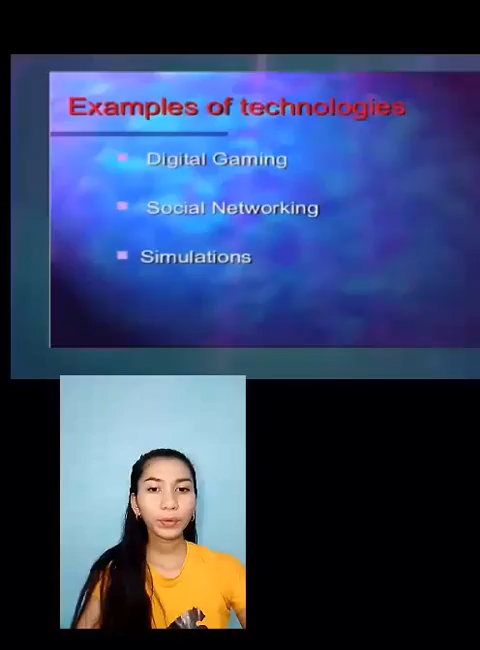 Examples of technologies
Digital Gaming
Social Networking
Simulations